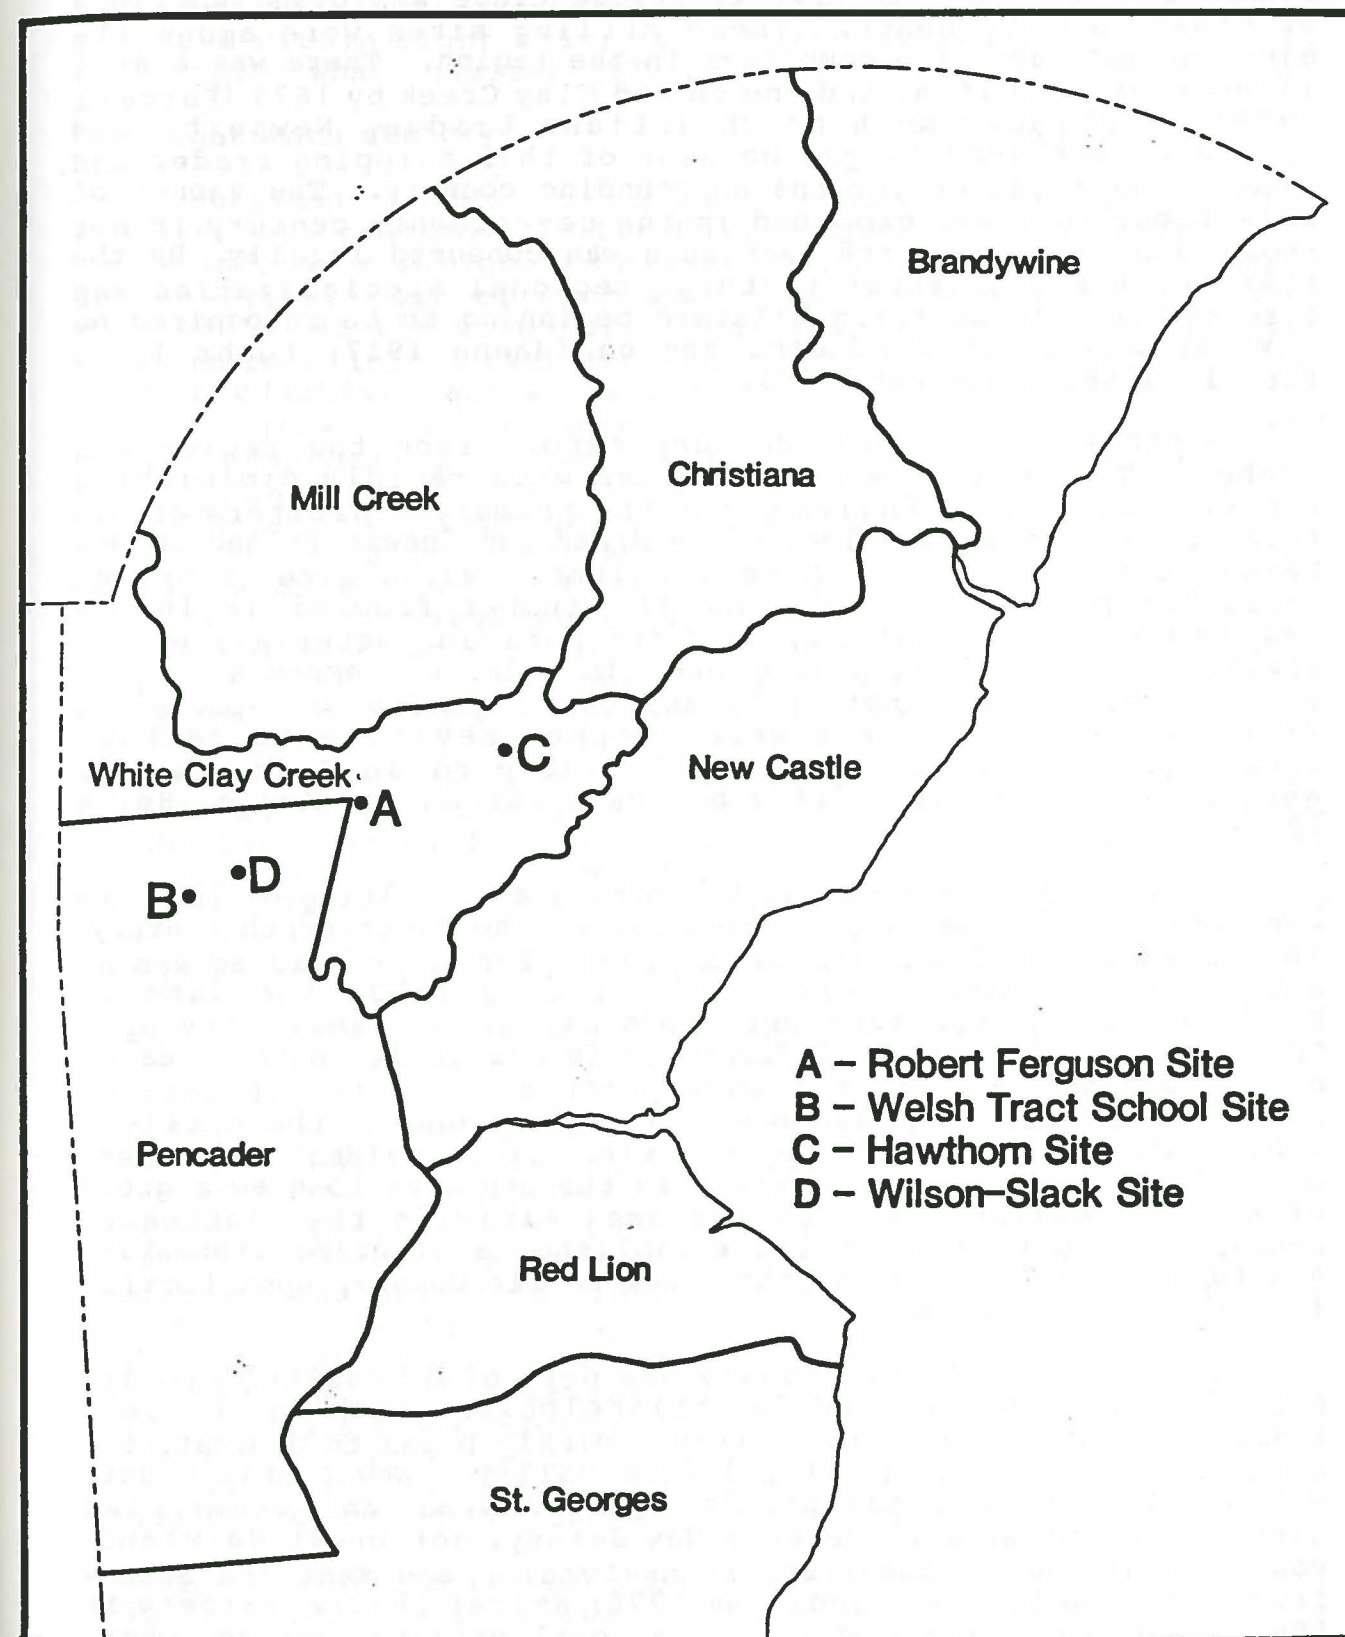 Brandywine
Christiana
Mill Creek
C
White Clay Creek
New Castle
A
D
B
A – Robert Ferguson Site
B – Welsh Tract School Site
C – Hawthorn Site
D – Wilson–Slack Site
Pencader
Red Lion
St. Georges